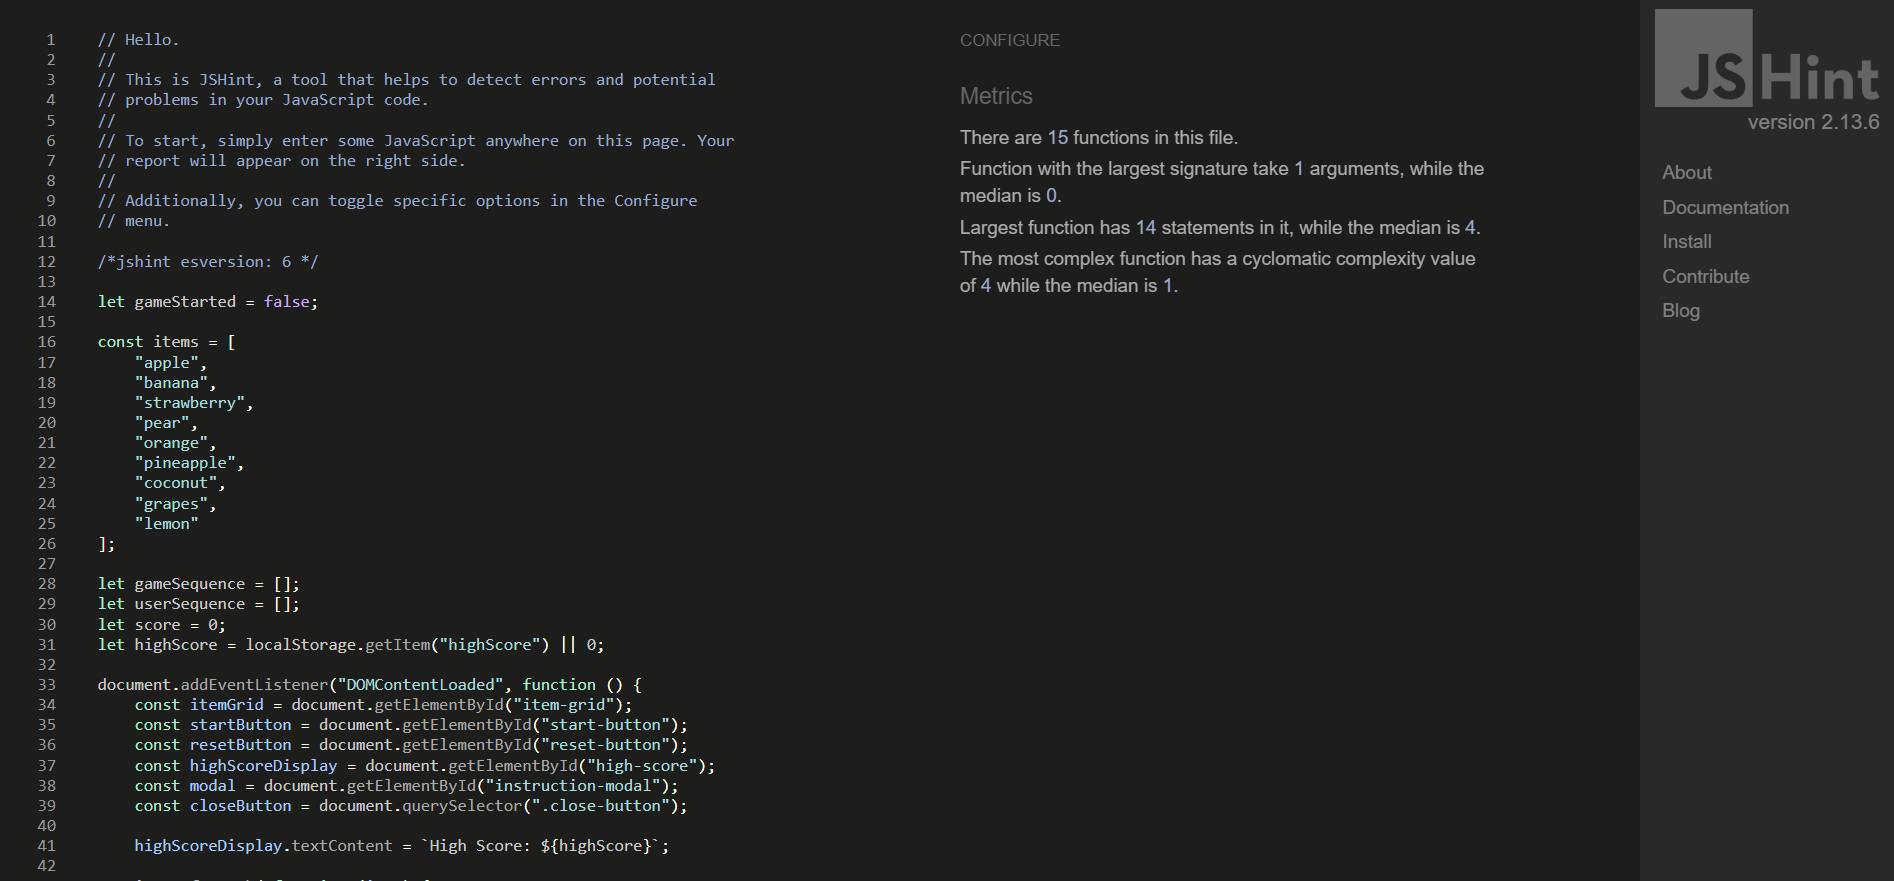 1 // Hello.
2 //
3 // This is JSHint, a tool that helps to detect errors and potential
4 // problems in your JavaScript code.
5 //
6 // To start, simply enter some JavaScript anywhere on this page. Your
7 // report will appear on the right side.
8 //
9 // Additionally, you can toggle specific options in the Configure
10 // menu.
11
12 /*jshint esversion: 6 */
13
14 let gameStarted = false;
15
16 const items = [
17 "apple",
18 "banana",
19 "strawberry",
20 "pear",
21 "orange",
22 "pineapple",
23 "coconut",
24 "grapes",
25 "lemon"
26 ];
27
28 let gameSequence = [];
29 let userSequence = [];
30 let score = 0;
31 let highScore = localStorage.getItem("highScore") || 0;
32
33 document.addEventListener("DOMContentLoaded", function () {
34 const itemGrid = document.getElementById("item-grid");
35 const startButton = document.getElementById("start-button");
36 const resetButton = document.getElementById("reset-button");
37 const highScoreDisplay = document.getElementById("high-score");
38 const modal = document.getElementById("instruction-modal");
39 const closeButton = document.querySelector(".close-button");
40
41 highScoreDisplay.textContent = `High Score: ${highScore}`;
42
CONFIGURE
Metrics
There are 15 functions in this file.
Function with the largest signature take 1 arguments, while the
median is 0.
Largest function has 14 statements in it, while the median is 4.
The most complex function has a cyclomatic complexity value
of 4 while the median is 1.
JSHint
version 2.13.6
About
Documentation
Install
Contribute
Blog